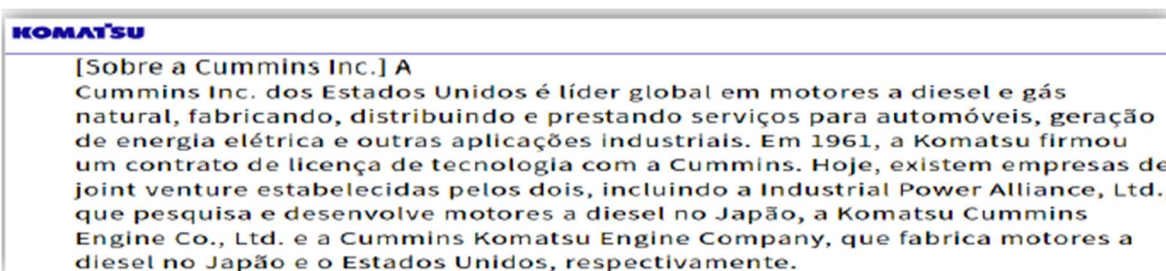 KOMATSU
[Sobre a Cummins Inc.] A
Cummins Inc. dos Estados Unidos é líder global em motores a diesel e gás
natural, fabricando, distribuindo e prestando serviços para automóveis, geração
de energia elétrica e outras aplicações industriais. Em 1961, a Komatsu firmou
um contrato de licença de tecnologia com a Cummins. Hoje, existem empresas de
joint venture estabelecidas pelos dois, incluindo a Industrial Power Alliance, Ltd.
que pesquisa e desenvolve motores a diesel no Japão, a Komatsu Cummins
Engine Co., Ltd. e a Cummins Komatsu Engine Company, que fabrica motores a
diesel no Japão e o Estados Unidos, respectivamente.